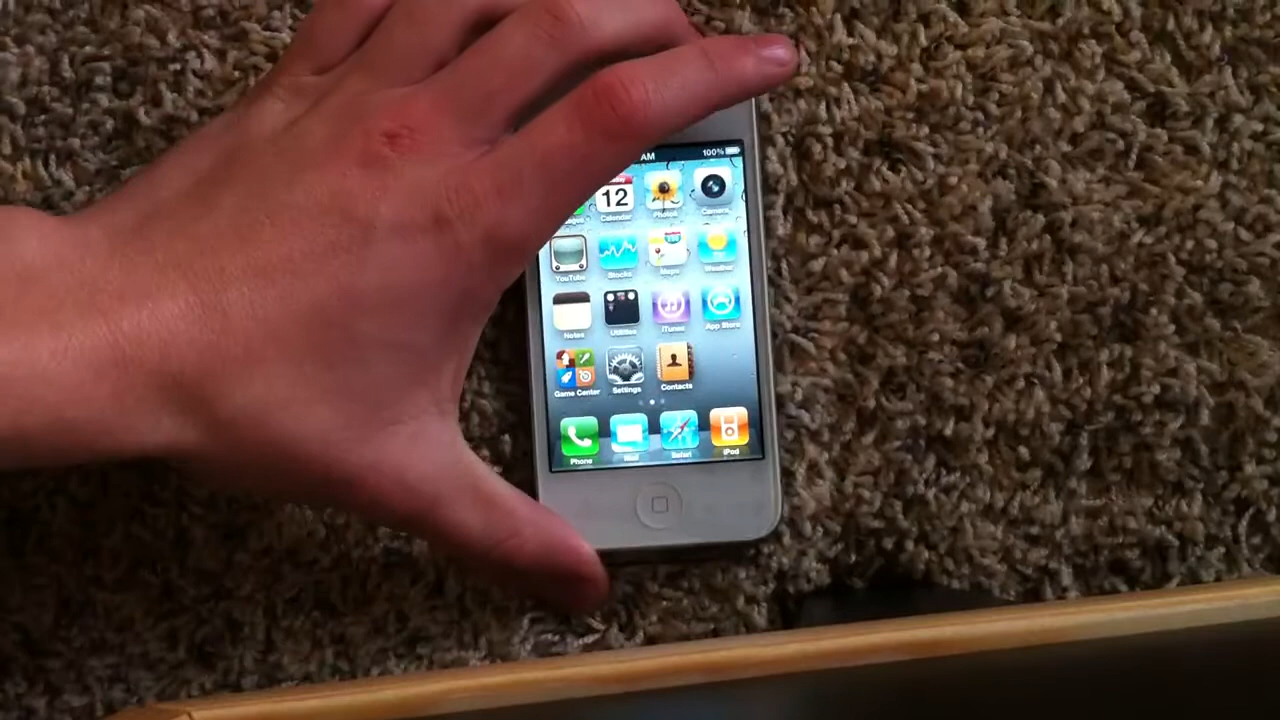 AM 100%
12
Calendar Photos Camera
YouTube Stocks Maps Weather
Notes Utilities iTunes App Store
Game Center Settings Contacts
Phone Mail Safari iPod